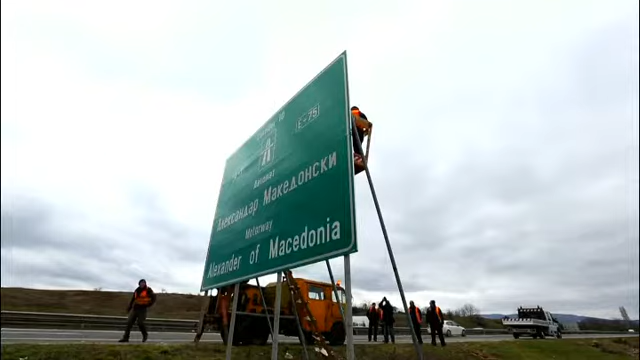 E-75
Автопат
Александар Македонски
Motorway
Alexander of Macedonia